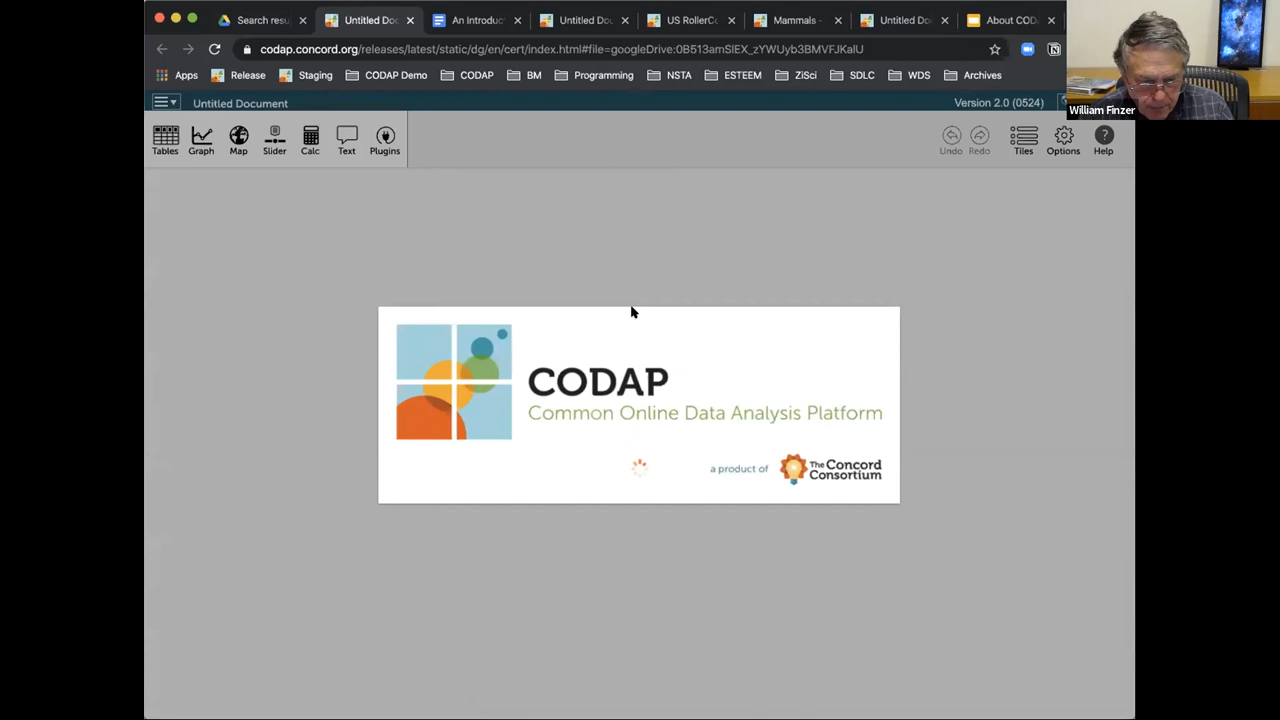 Search resu
Untitled Doc
An Introduc
Untitled Dou
US RollerCo
Mammals -
Untitled Do
About COD
codap.concord.org/releases/latest/static/dg/en/cert/index.html#file=googleDrive:0B513amSlEX_zYWUyb3BMVFJKalU
Apps
Release
Staging
CODAP Demo
CODAP
BM
Programming
NSTA
ESTEEM
ZiSci
SDLC
WDS
Archives
William Finzer
Untitled Document
Version 2.0 (0524)
Tables
Graph
Map
Slider
Calc
Text
Plugins
Undo
Redo
Tiles
Options
Help
CODAP
Common Online Data Analysis Platform
a product of
The Concord
Consortium